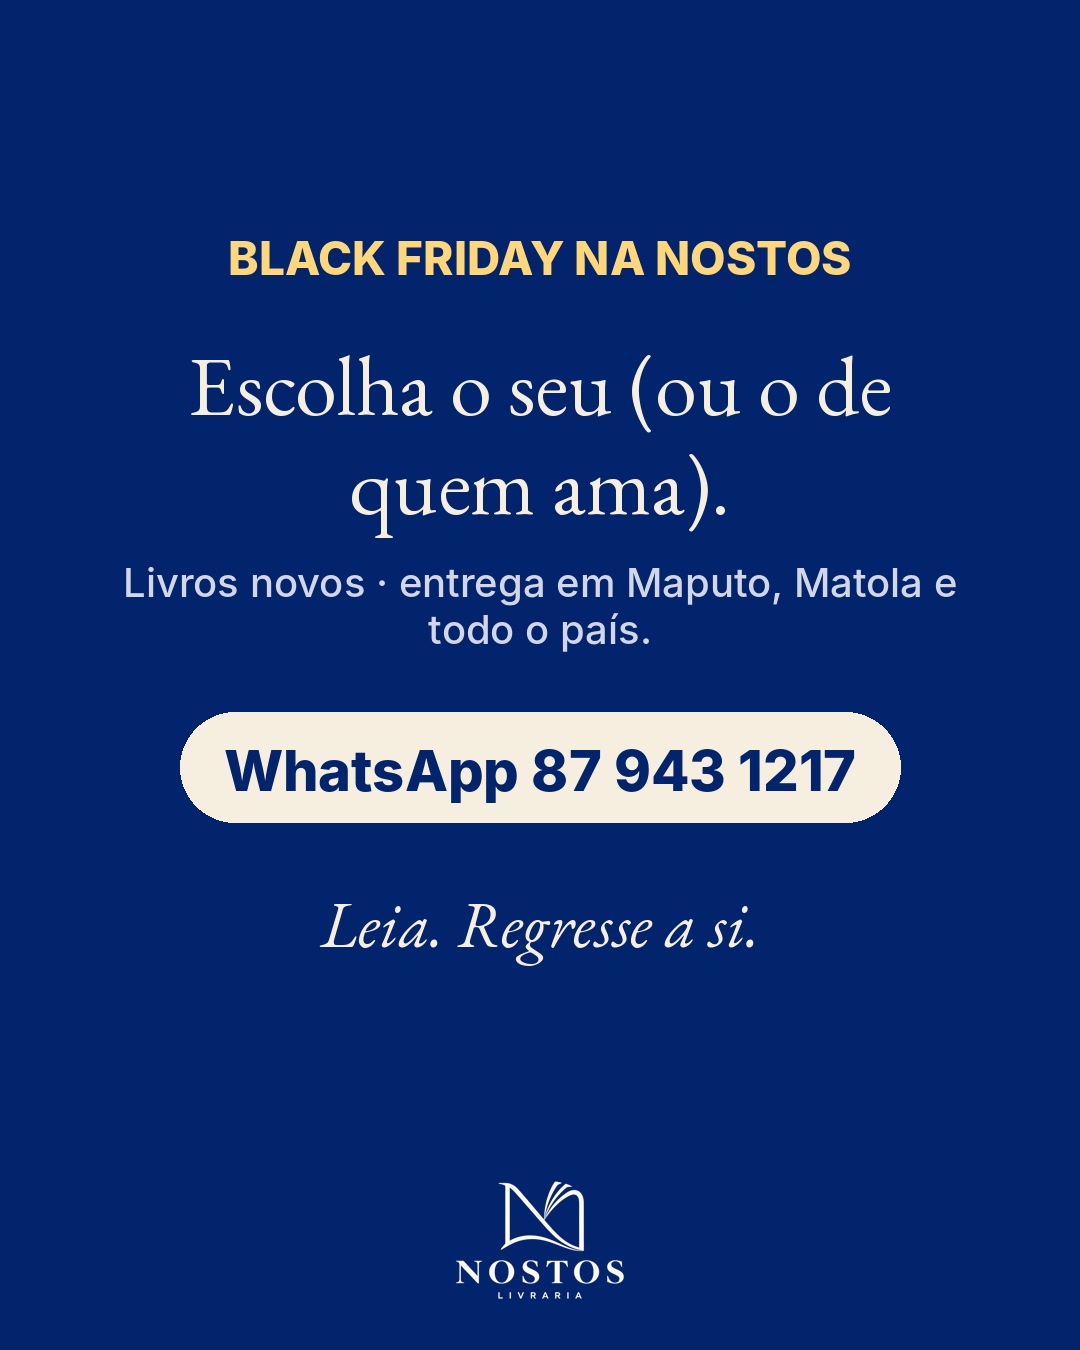 BLACK FRIDAY NA NOSTOS
Escolha o seu (ou o de
quem ama).
Livros novos · entrega em Maputo, Matola e
todo o país.
WhatsApp 87 943 1217
Leia. Regresse a si.
NOSTOS
LIVRARIA